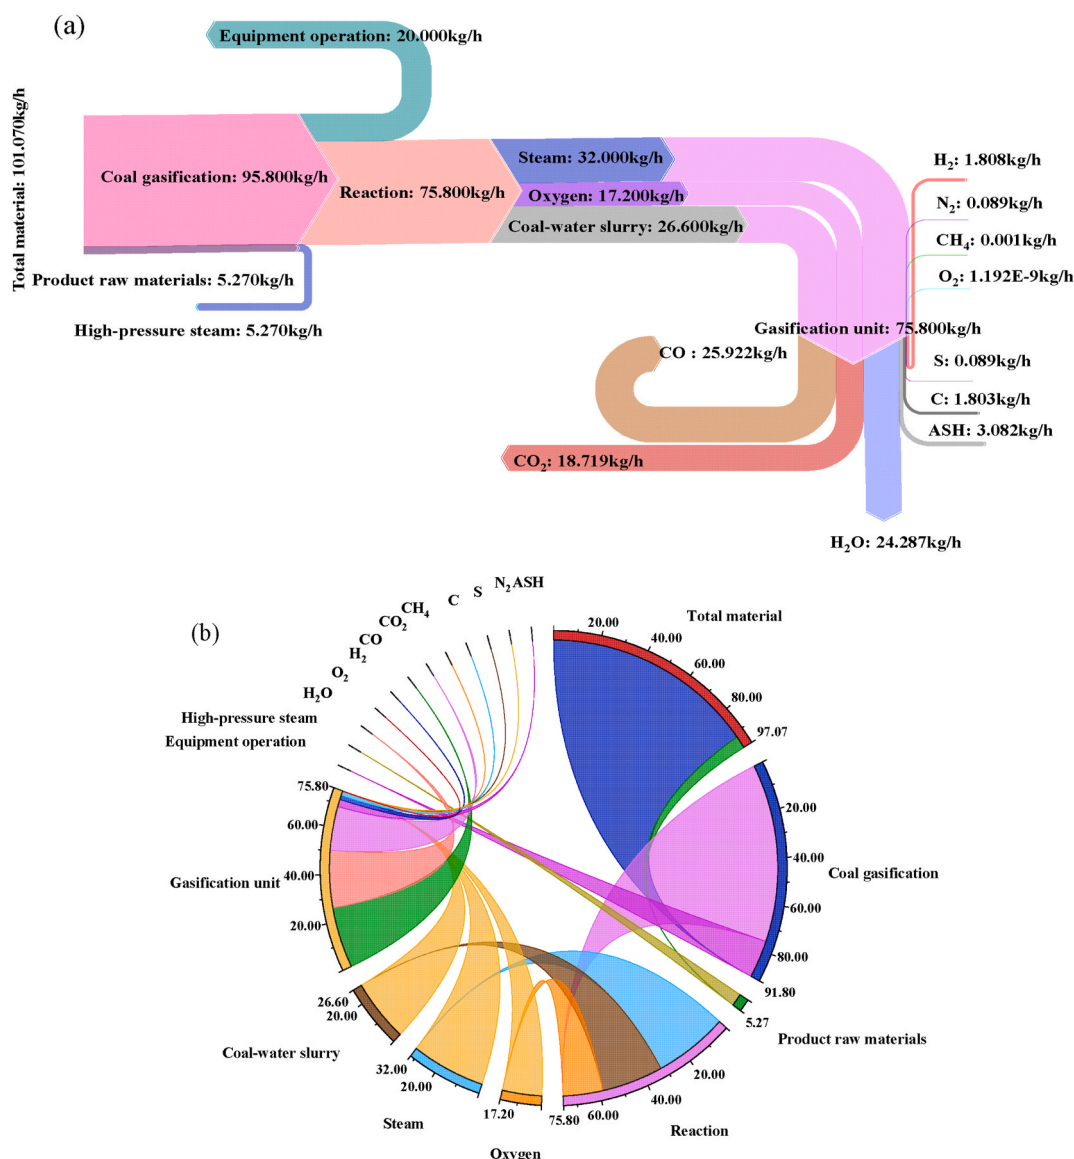 (a)
Equipment operation: 20.000kg/h
Total material: 101.070kg/h
Coal gasification: 95.800kg/h
Reaction: 75.800kg/h
Steam: 32.000kg/h
Oxygen: 17.200kg/h
Coal-water slurry: 26.600kg/h
Product raw materials: 5.270kg/h
High-pressure steam: 5.270kg/h
H₂: 1.808kg/h
N₂: 0.089kg/h
CH₄: 0.001kg/h
O₂: 1.192E-9kg/h
Gasification unit: 75.800kg/h
CO : 25.922kg/h
S: 0.089kg/h
C: 1.803kg/h
ASH: 3.082kg/h
CO₂: 18.719kg/h
H₂O: 24.287kg/h
(b)
High-pressure steam
Equipment operation
H₂O
O₂
H₂
CO
CO₂
CH₄
C
S
N₂
ASH
Total material
20.00
40.00
60.00
80.00
97.07
Coal gasification
20.00
40.00
60.00
80.00
91.80
5.27
Product raw materials
20.00
40.00
60.00
75.80
Reaction
17.20
Oxygen
20.00
32.00
Steam
20.00
26.60
Coal-water slurry
20.00
40.00
60.00
75.80
Gasification unit